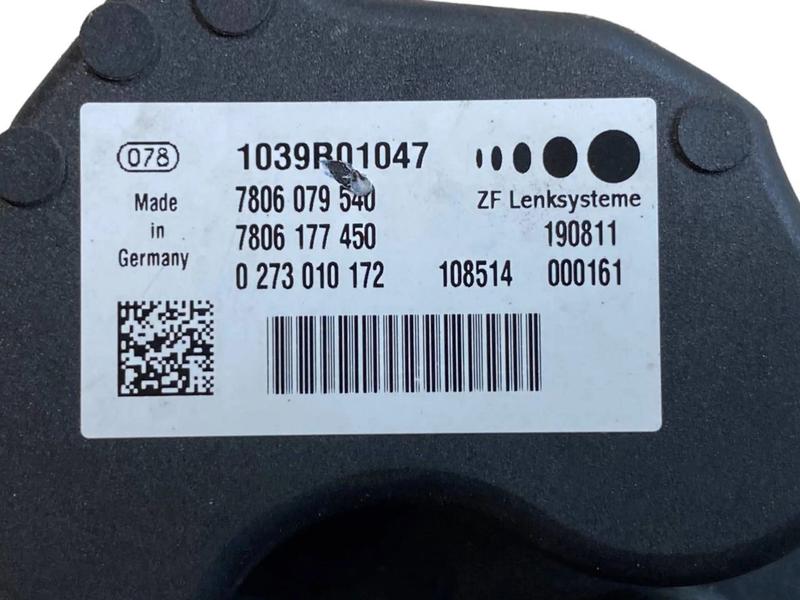 078
1039B01047
Made
in
Germany
7806 079 540
7806 177 450
0 273 010 172
ZF Lenksysteme
190811
108514 000161